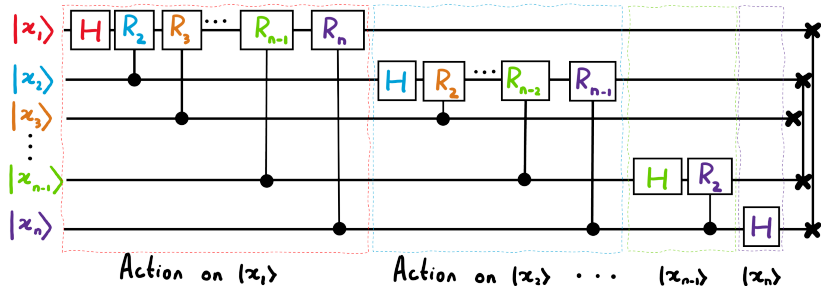 |x₁⟩ H R₂ R₃ ... Rₙ₋₁ Rₙ
|x₂⟩ H R₂ ... Rₙ₋₂ Rₙ₋₁
|x₃⟩
⋮
|xₙ₋₁⟩ H R₂
|xₙ⟩ H
Action on |x₁⟩ Action on |x₂⟩ ... |xₙ₋₁⟩ |xₙ⟩